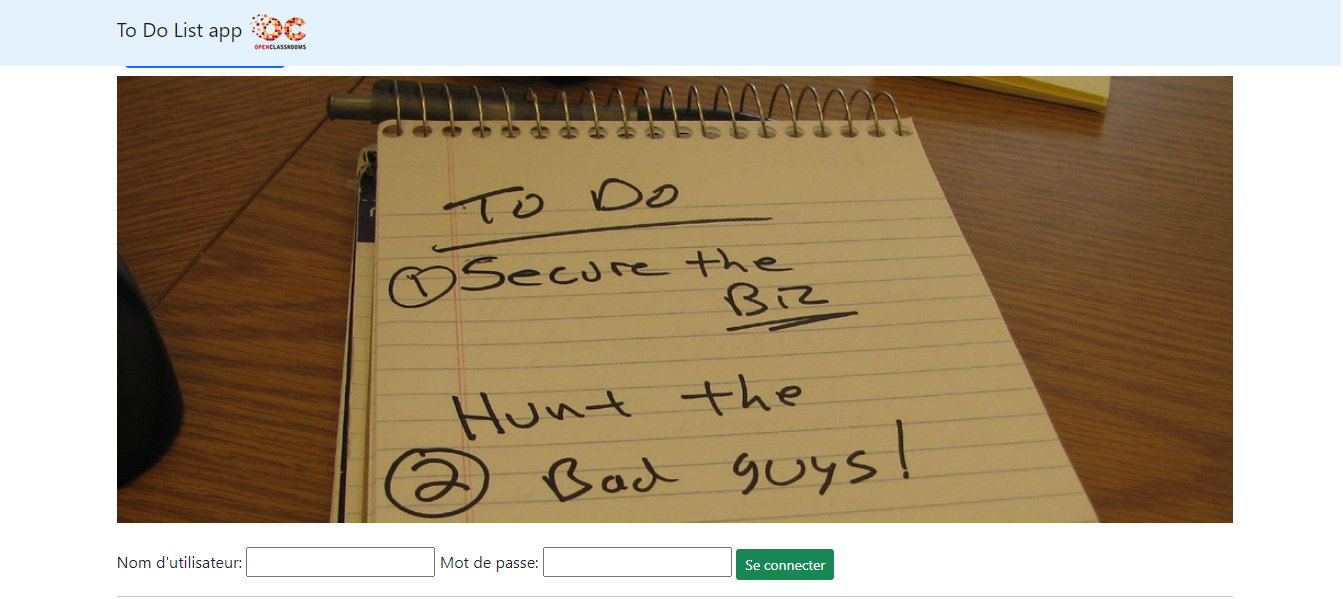 To Do List app
OPENCLASSROOMS
To Do
① Secure the
Biz
Hunt the
② Bad guys!
Nom d'utilisateur: Mot de passe: Se connecter